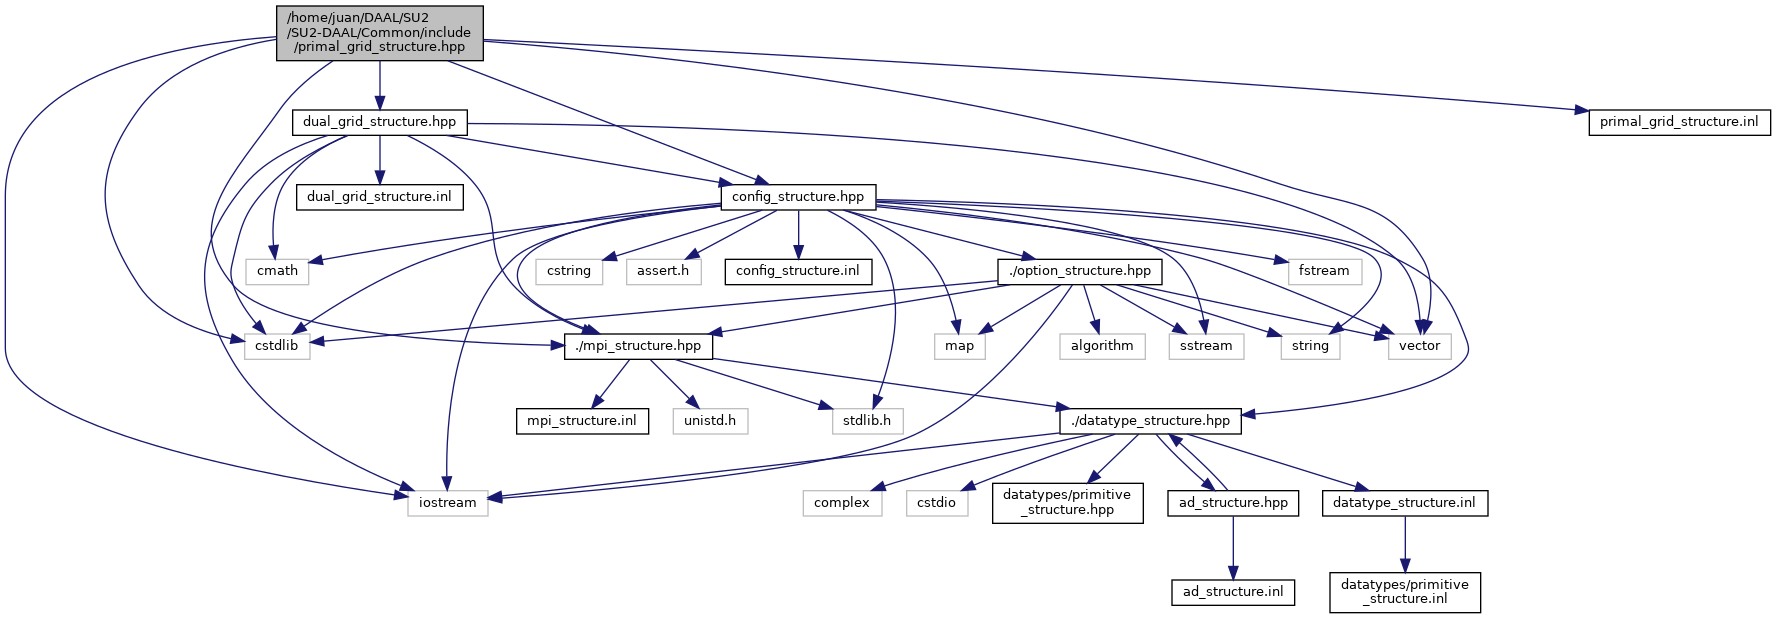 /home/juan/DAAL/SU2
/SU2-DAAL/Common/include
/primal_grid_structure.hpp
dual_grid_structure.hpp
primal_grid_structure.inl
dual_grid_structure.inl
config_structure.hpp
cmath
cstring
assert.h
config_structure.inl
./option_structure.hpp
fstream
cstdlib
./mpi_structure.hpp
map
algorithm
sstream
string
vector
mpi_structure.inl
unistd.h
stdlib.h
./datatype_structure.hpp
iostream
complex
cstdio
datatypes/primitive
_structure.hpp
ad_structure.hpp
datatype_structure.inl
ad_structure.inl
datatypes/primitive
_structure.inl